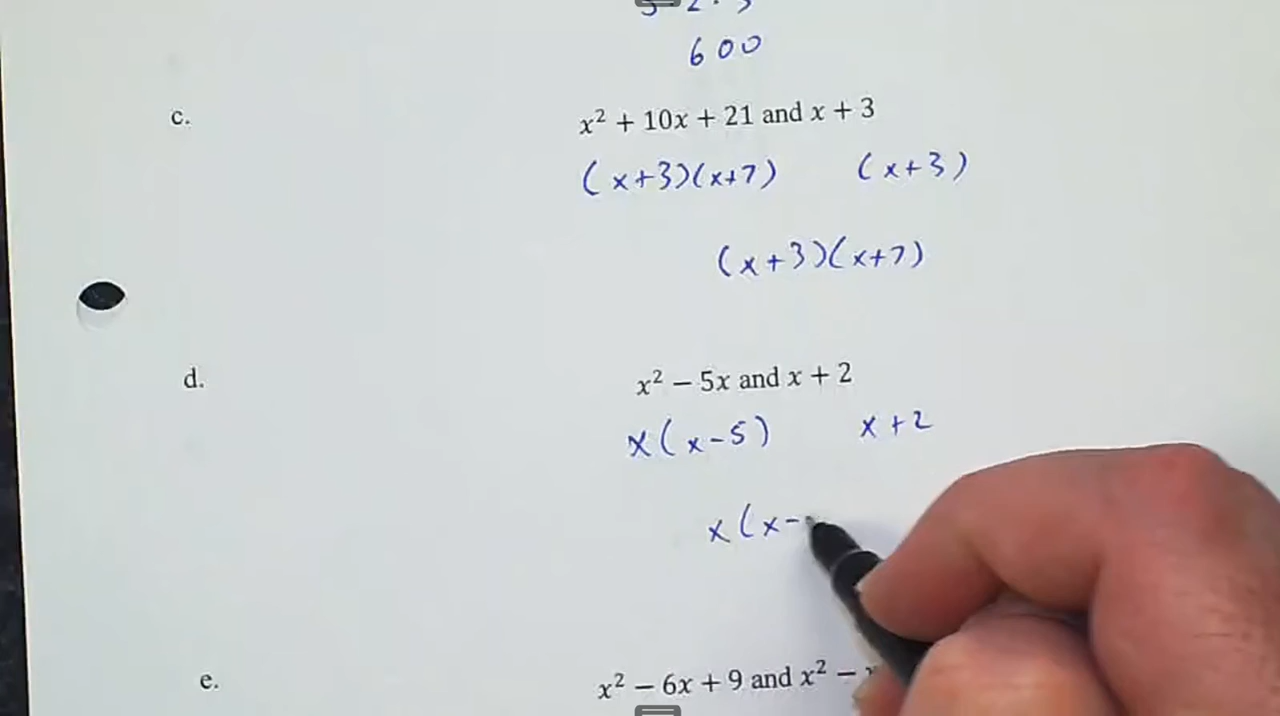 600
c. x² + 10x + 21 and x + 3
(x+3)(x+7) (x+3)
(x+3)(x+7)
d. x² − 5x and x + 2
x(x-5) x+2
x(x-
e. x² − 6x + 9 and x² −